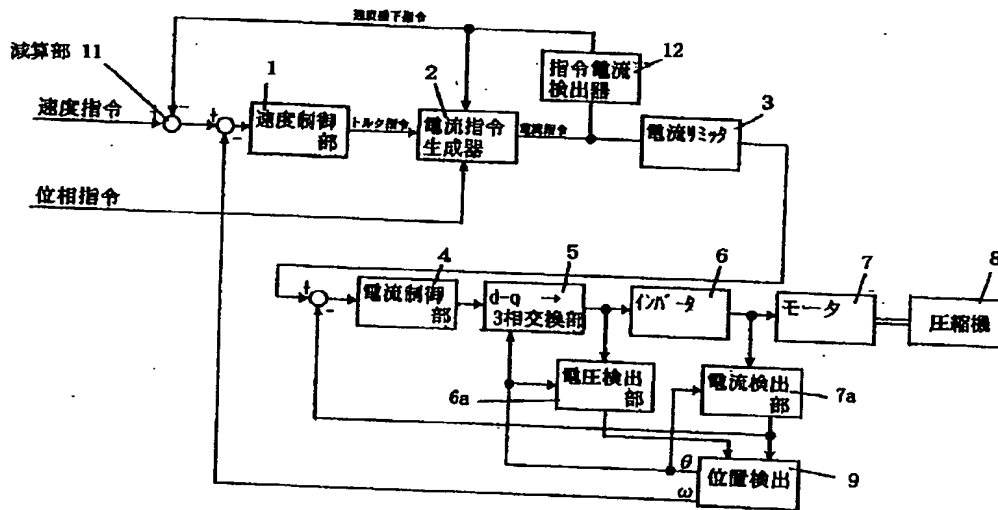 速度垂下指令
減算部 11
12
指令電流
検出器
1
2
3
速度指令
+
-
速度制御
部
トルク指令
電流指令
生成器
電流指令
電流リミッタ
位相指令
4
5
6
7
8
+
-
電流制御
部
d-q →
3相交換部
インバータ
モータ
圧縮機
電圧検出
部
6a
電流検出
部
7a
θ
ω
位置検出
9